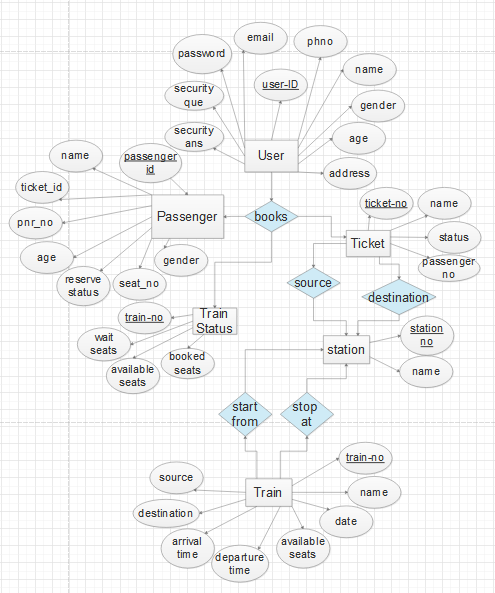 email
phno
password
user-ID
name
security
que
gender
security
ans
age
User
address
name
passenger
id
ticket_id
Passenger
books
ticket-no
name
pnr_no
Ticket
status
age
gender
passenger
no
reserve
status
seat_no
source
destination
train-no
Train
Status
wait
seats
available
seats
booked
seats
station
station
no
name
start
from
stop
at
source
train-no
Train
name
destination
date
arrival
time
departure
time
available
seats